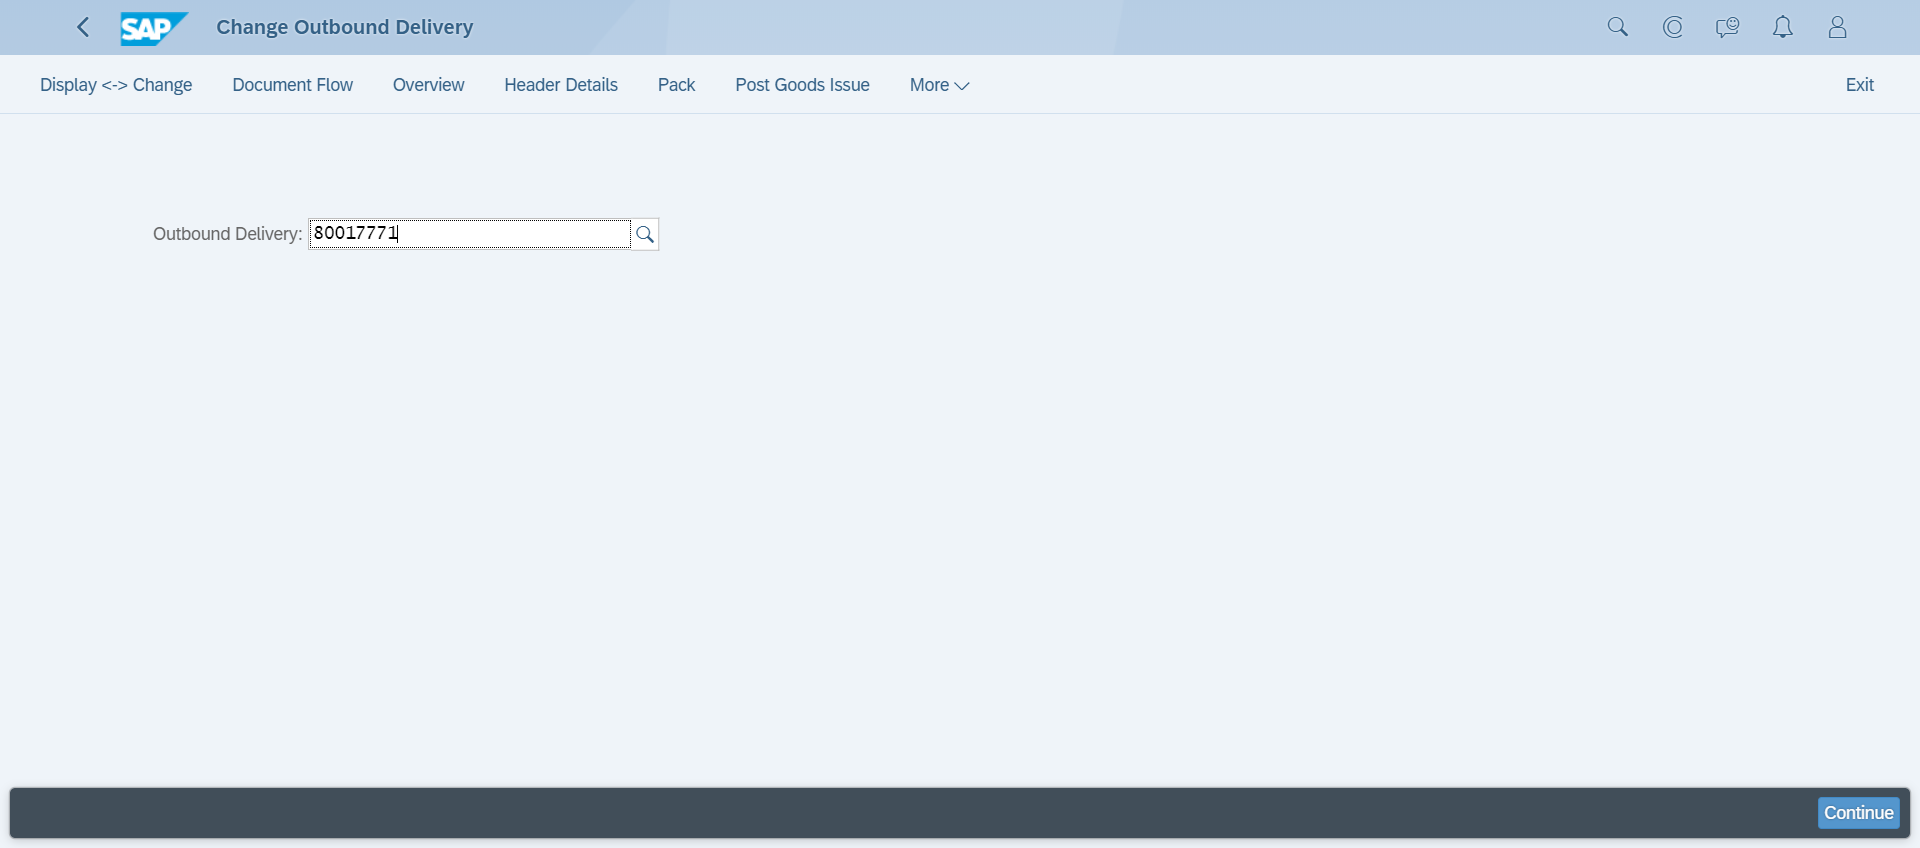 SAP Change Outbound Delivery
Display <-> Change Document Flow Overview Header Details Pack Post Goods Issue More Exit
Outbound Delivery: 80017771
Continue